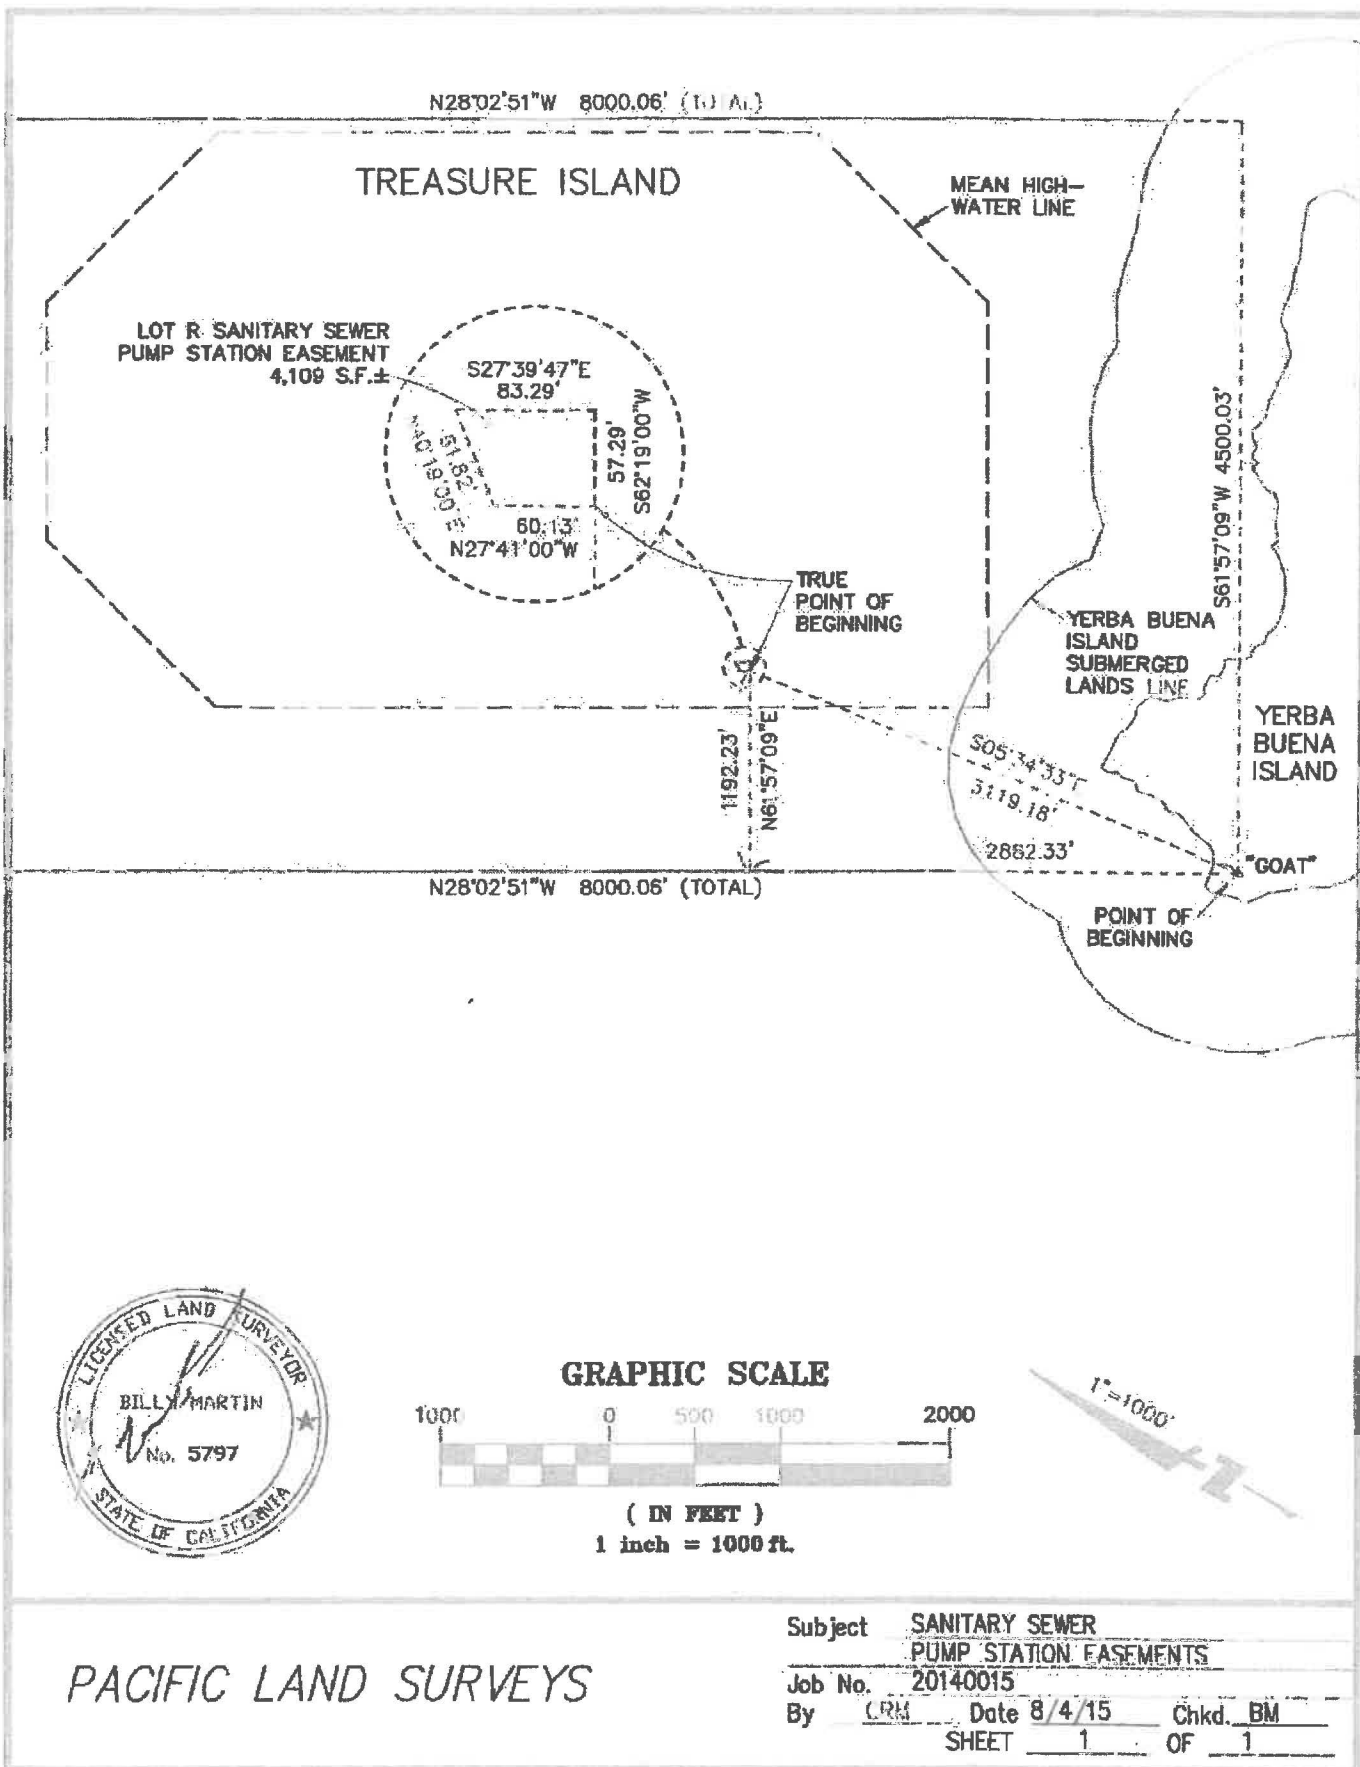 N28°02'51"W 8000.06' (TOTAL)
TREASURE ISLAND
MEAN HIGH-
WATER LINE
LOT R SANITARY SEWER
PUMP STATION EASEMENT
4,109 S.F.±
S27°39'47"E
83.29'
57.29'
S62°19'00"W
51.82'
N40°19'00"E
60.13'
N27°41'00"W
TRUE
POINT OF
BEGINNING
S61°57'09"W 4500.03'
YERBA BUENA
ISLAND
SUBMERGED
LANDS LINE
YERBA
BUENA
ISLAND
1192.23'
N61°57'09"E
S05°34'33"E
3119.18'
2882.33'
"GOAT"
N28°02'51"W 8000.06' (TOTAL)
POINT OF
BEGINNING
LICENSED LAND SURVEYOR
BILLY MARTIN
No. 5797
STATE OF CALIFORNIA
GRAPHIC SCALE
1000 0 500 1000 2000
( IN FEET )
1 inch = 1000 ft.
1"=1000'
Z
PACIFIC LAND SURVEYS
Subject SANITARY SEWER
PUMP STATION EASEMENTS
Job No. 20140015
By CRM Date 8/4/15 Chkd. BM
SHEET 1 OF 1